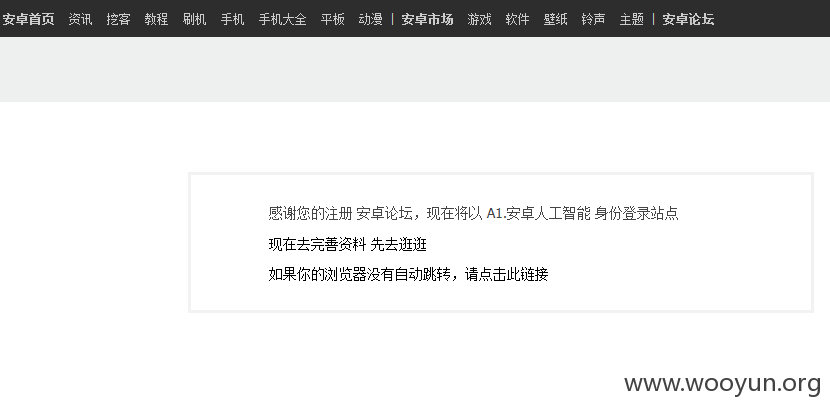 安卓首页 资讯 挖客 教程 刷机 手机 手机大全 平板 动漫 | 安卓市场 游戏 软件 壁纸 铃声 主题 | 安卓论坛
感谢您的注册 安卓论坛，现在将以 A1.安卓人工智能 身份登录站点
现在去完善资料 先去逛逛
如果你的浏览器没有自动跳转，请点击此链接
www.wooyun.org